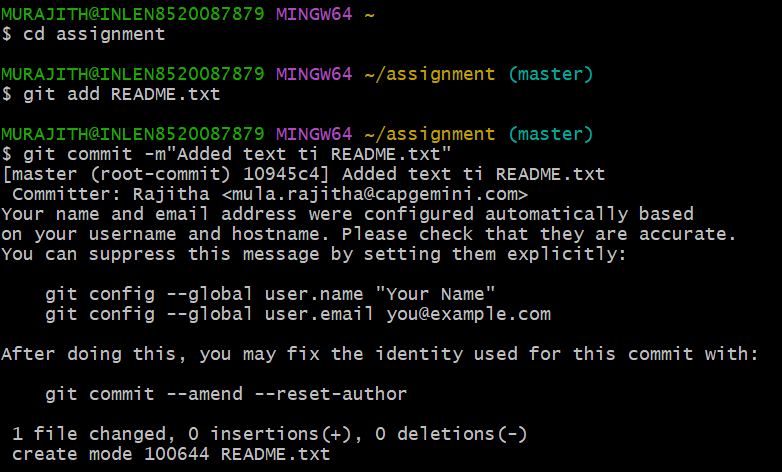 MURAJITH@INLEN8520087879 MINGW64 ~
$ cd assignment
MURAJITH@INLEN8520087879 MINGW64 ~/assignment (master)
$ git add README.txt
MURAJITH@INLEN8520087879 MINGW64 ~/assignment (master)
$ git commit -m"Added text ti README.txt"
[master (root-commit) 10945c4] Added text ti README.txt
 Committer: Rajitha <mula.rajitha@capgemini.com>
Your name and email address were configured automatically based
on your username and hostname. Please check that they are accurate.
You can suppress this message by setting them explicitly:
    git config --global user.name "Your Name"
    git config --global user.email you@example.com
After doing this, you may fix the identity used for this commit with:
    git commit --amend --reset-author
 1 file changed, 0 insertions(+), 0 deletions(-)
 create mode 100644 README.txt